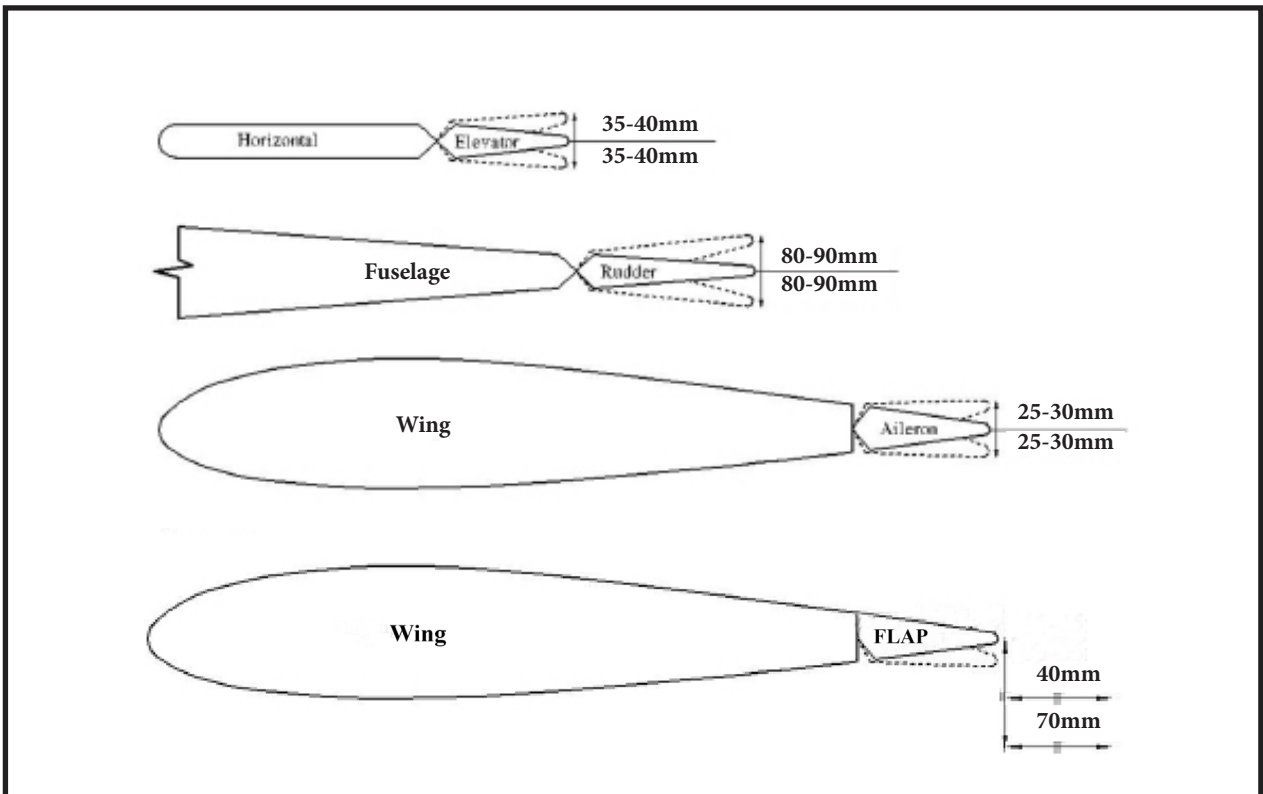 Horizontal
Elevator
35-40mm
35-40mm
Fuselage
Rudder
80-90mm
80-90mm
Wing
Aileron
25-30mm
25-30mm
Wing
FLAP
40mm
70mm